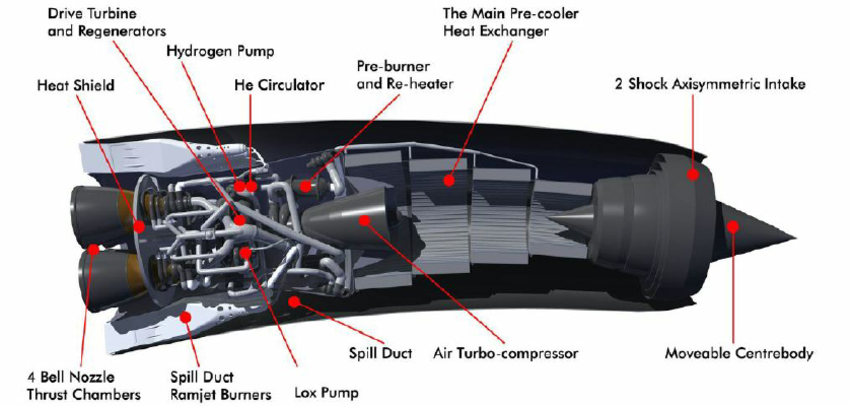 Drive Turbine
and Regenerators
The Main Pre-cooler
Heat Exchanger
Hydrogen Pump
Pre-burner
and Re-heater
Heat Shield
He Circulator
2 Shock Axisymmetric Intake
Spill Duct
Air Turbo-compressor
Moveable Centrebody
4 Bell Nozzle
Thrust Chambers
Spill Duct
Ramjet Burners
Lox Pump